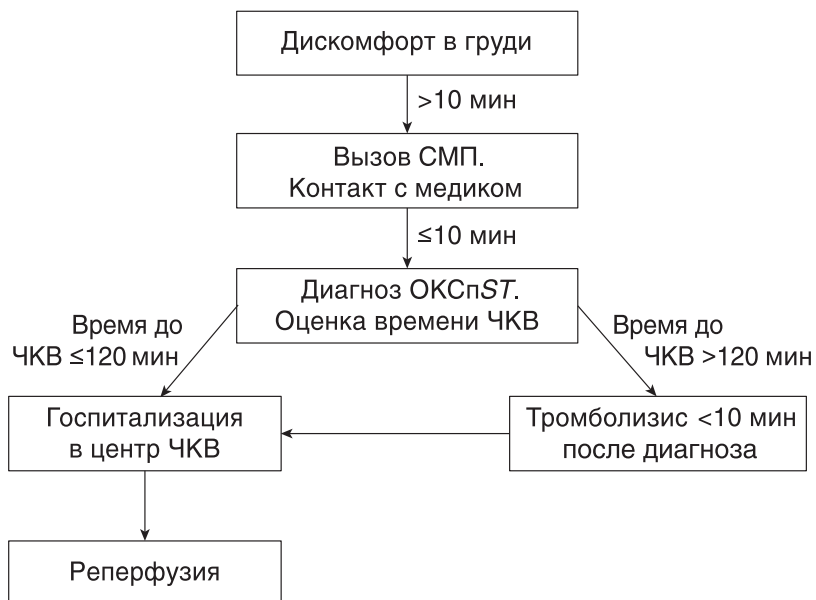 Дискомфорт в груди
>10 мин
Вызов СМП.
Контакт с медиком
≤10 мин
Диагноз ОКСпST.
Оценка времени ЧКВ
Время до
ЧКВ ≤120 мин
Время до
ЧКВ >120 мин
Госпитализация
в центр ЧКВ
Тромболизис <10 мин
после диагноза
Реперфузия